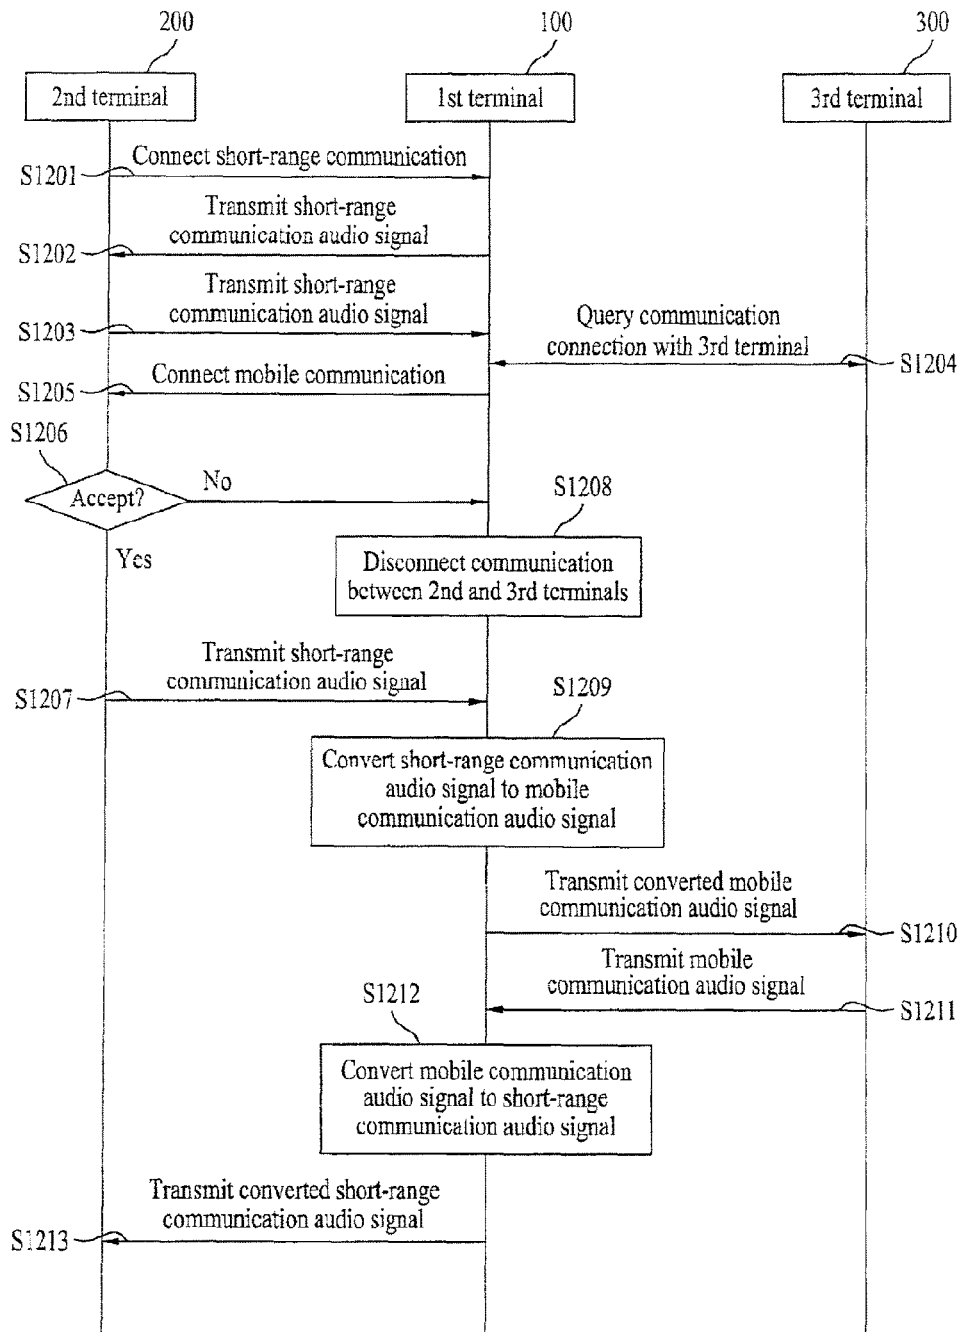 200
100
300
2nd terminal
1st terminal
3rd terminal
Connect short-range communication
S1201
Transmit short-range
communication audio signal
S1202
Transmit short-range
communication audio signal
S1203
Query communication
connection with 3rd terminal
S1204
Connect mobile communication
S1205
S1206
Accept?
No
Yes
S1208
Disconnect communication
between 2nd and 3rd terminals
Transmit short-range
communication audio signal
S1207
S1209
Convert short-range communication
audio signal to mobile
communication audio signal
Transmit converted mobile
communication audio signal
S1210
Transmit mobile
communication audio signal
S1211
S1212
Convert mobile communication
audio signal to short-range
communication audio signal
Transmit converted short-range
communication audio signal
S1213